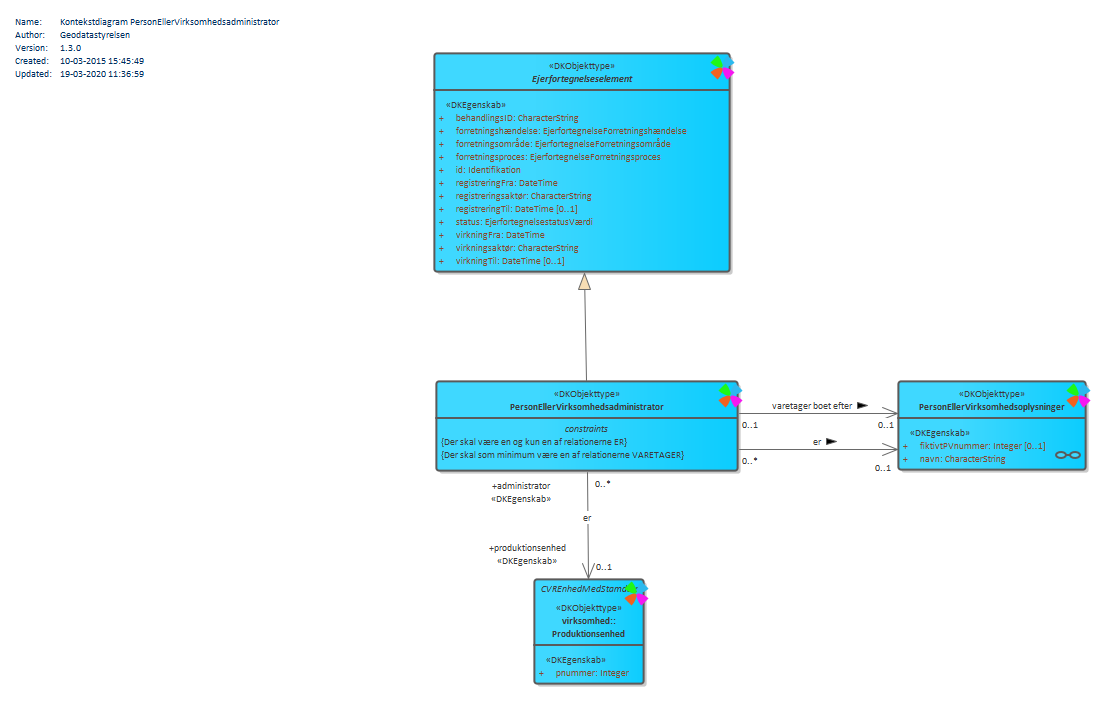 Name: Kontekstdiagram PersonEllerVirksomhedsadministrator
Author: Geodatastyrelsen
Version: 1.3.0
Created: 10-03-2015 15:45:49
Updated: 19-03-2020 11:36:59
«DKObjekttype»
Ejerfortegnelseselement
«DKEgenskab»
+ behandlingsID: CharacterString
+ forretningshændelse: EjerfortegnelseForretningshændelse
+ forretningsområde: EjerfortegnelseForretningsområde
+ forretningsproces: EjerfortegnelseForretningsproces
+ id: Identifikation
+ registreringFra: DateTime
+ registreringsaktør: CharacterString
+ registreringTil: DateTime [0..1]
+ status: EjerfortegnelsestatusVærdi
+ virkningFra: DateTime
+ virkningsaktør: CharacterString
+ virkningTil: DateTime [0..1]
«DKObjekttype»
PersonEllerVirksomhedsadministrator
constraints
{Der skal være en og kun en af relationerne ER}
{Der skal som minimum være en af relationerne VARETAGER}
varetager boet efter
0..1
0..1
er
0..*
0..1
«DKObjekttype»
PersonEllerVirksomhedsoplysninger
«DKEgenskab»
+ fiktivtPVnummer: Integer [0..1]
+ navn: CharacterString
+administrator
«DKEgenskab»
0..*
er
+produktionsenhed
«DKEgenskab»
0..1
CVREnhedMedStamd
«DKObjekttype»
virksomhed::
Produktionsenhed
«DKEgenskab»
+ pnummer: Integer